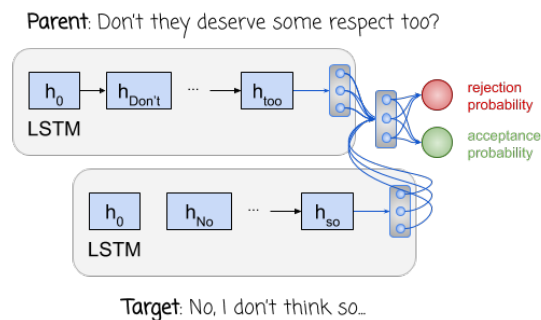 Parent: Don't they deserve some respect too?
h0 hDon't ... htoo
LSTM
rejection
probability
acceptance
probability
h0 hNo ... hso
LSTM
Target: No, I don't think so...